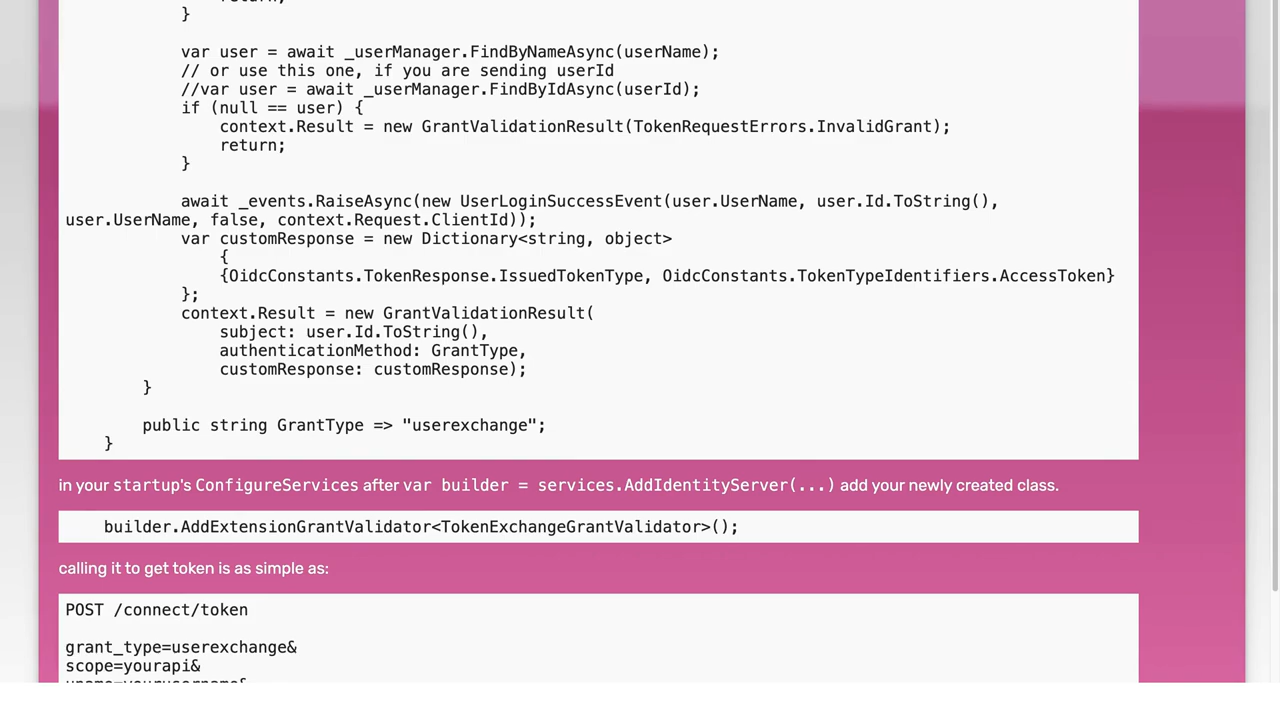 return;
}
var user = await _userManager.FindByNameAsync(userName);
// or use this one, if you are sending userId
//var user = await _userManager.FindByIdAsync(userId);
if (null == user) {
context.Result = new GrantValidationResult(TokenRequestErrors.InvalidGrant);
return;
}
await _events.RaiseAsync(new UserLoginSuccessEvent(user.UserName, user.Id.ToString(),
user.UserName, false, context.Request.ClientId));
var customResponse = new Dictionary<string, object>
{
{OidcConstants.TokenResponse.IssuedTokenType, OidcConstants.TokenTypeIdentifiers.AccessToken}
};
context.Result = new GrantValidationResult(
subject: user.Id.ToString(),
authenticationMethod: GrantType,
customResponse: customResponse);
}
public string GrantType => "userexchange";
}
in your startup's ConfigureServices after var builder = services.AddIdentityServer(...) add your newly created class.
builder.AddExtensionGrantValidator<TokenExchangeGrantValidator>();
calling it to get token is as simple as:
POST /connect/token
grant_type=userexchange&
scope=yourapi&
uname=yourusername&